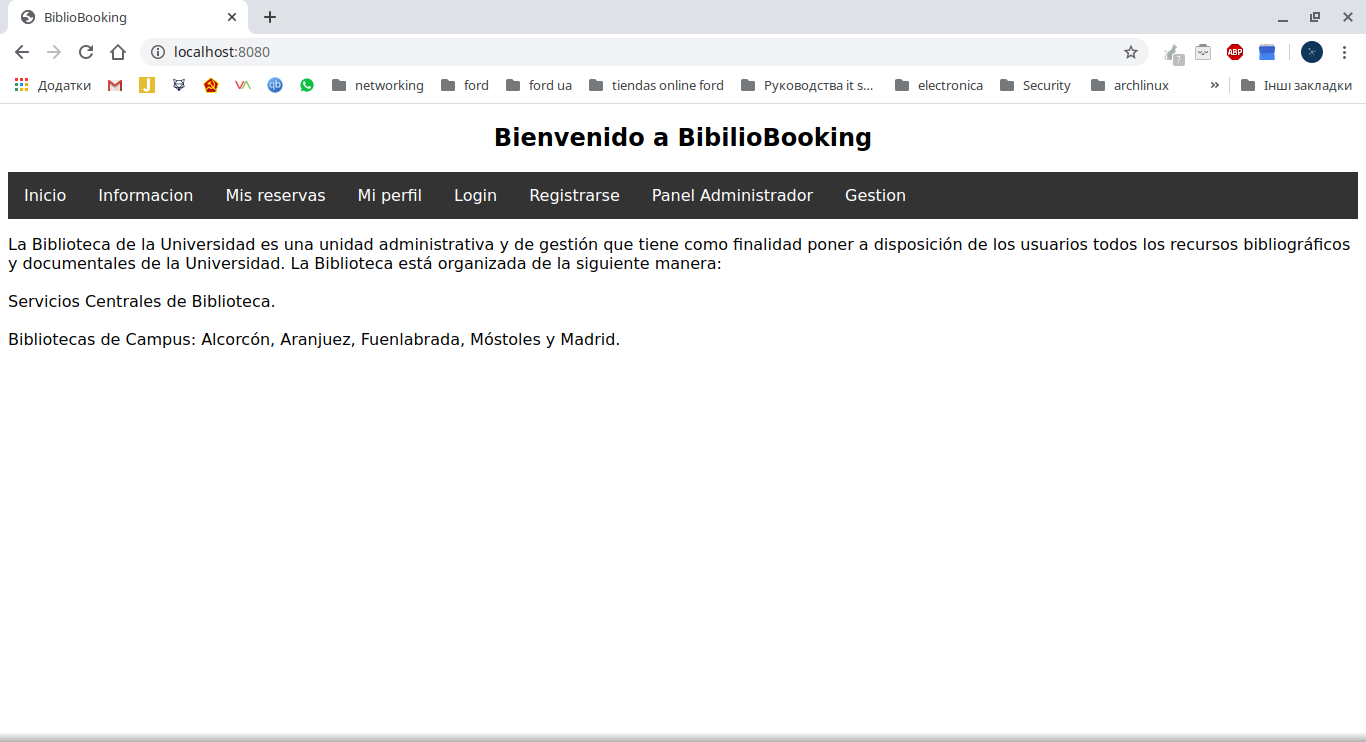 BiblioBooking
localhost:8080
Додатки networking ford ford ua tiendas online ford Руководства it s... electronica Security archlinux » Інші закладки
ABP
Bienvenido a BibilioBooking
Inicio Informacion Mis reservas Mi perfil Login Registrarse Panel Administrador Gestion
La Biblioteca de la Universidad es una unidad administrativa y de gestión que tiene como finalidad poner a disposición de los usuarios todos los recursos bibliográficos
y documentales de la Universidad. La Biblioteca está organizada de la siguiente manera:
Servicios Centrales de Biblioteca.
Bibliotecas de Campus: Alcorcón, Aranjuez, Fuenlabrada, Móstoles y Madrid.